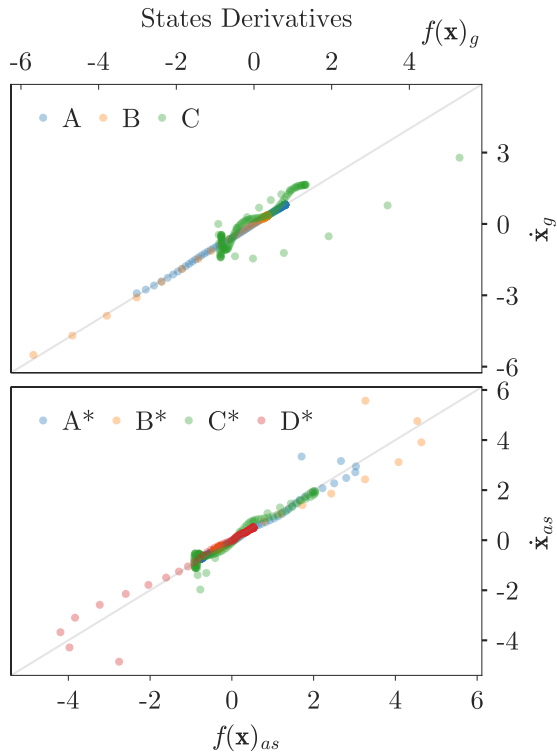 States Derivatives
f(x)_g
-6 -4 -2 0 2 4
A B C
3
0
-3
-6
ẋ_g
A* B* C* D*
6
4
2
0
-2
-4
ẋ_as
-4 -2 0 2 4 6
f(x)_as